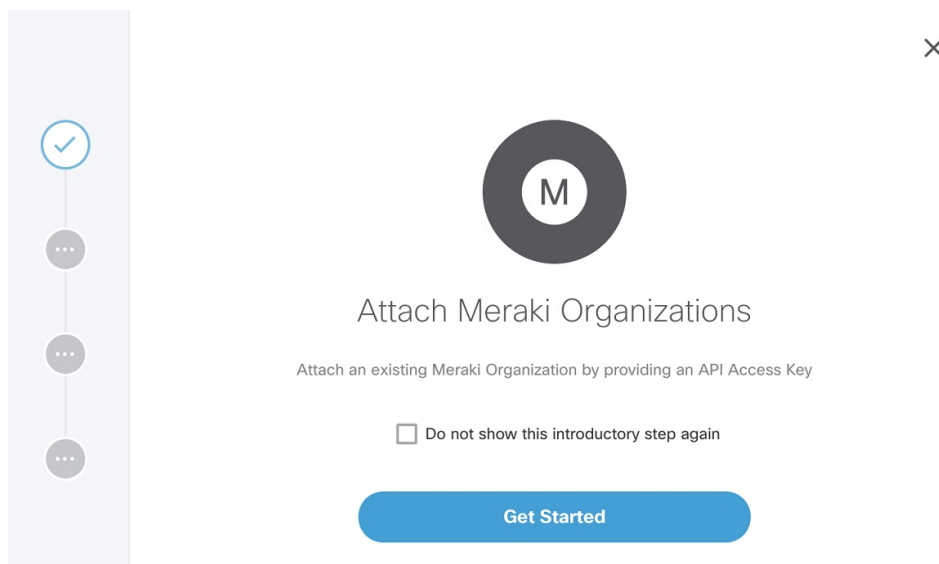 M
Attach Meraki Organizations
Attach an existing Meraki Organization by providing an API Access Key
Do not show this introductory step again
Get Started